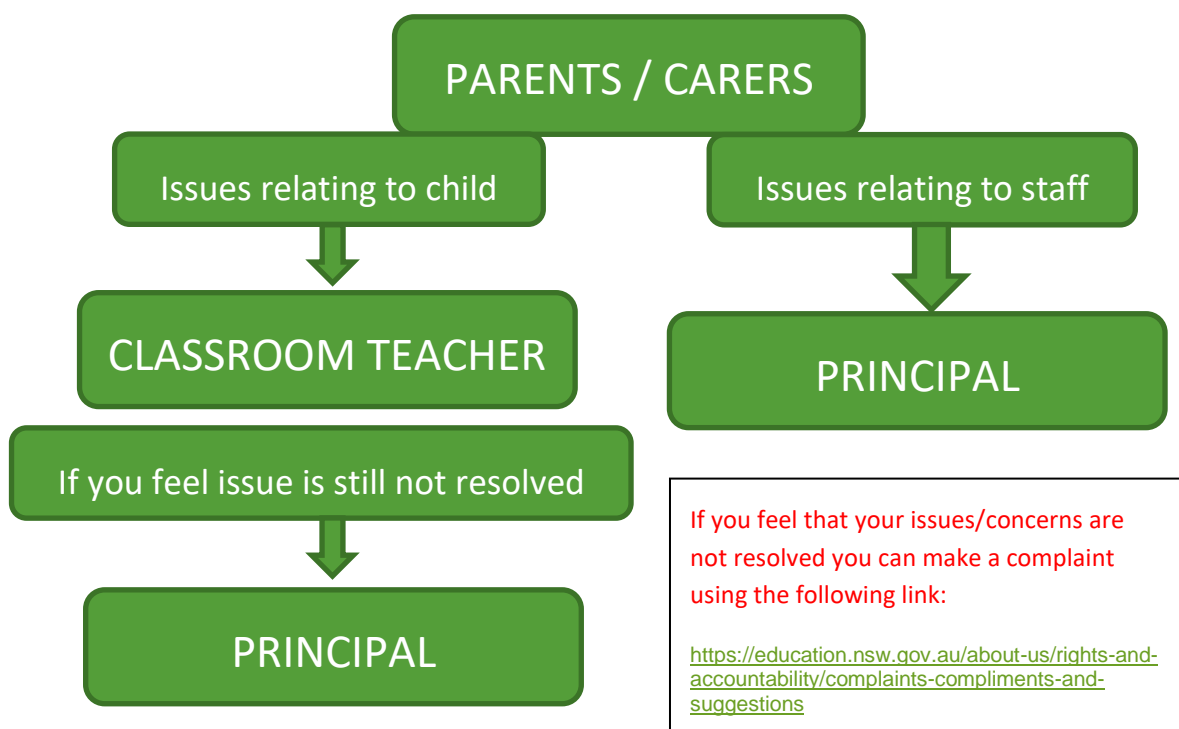 PARENTS / CARERS
Issues relating to child
Issues relating to staff
CLASSROOM TEACHER
PRINCIPAL
If you feel issue is still not resolved
PRINCIPAL
If you feel that your issues/concerns are
not resolved you can make a complaint
using the following link:
https://education.nsw.gov.au/about-us/rights-and-
accountability/complaints-compliments-and-
suggestions